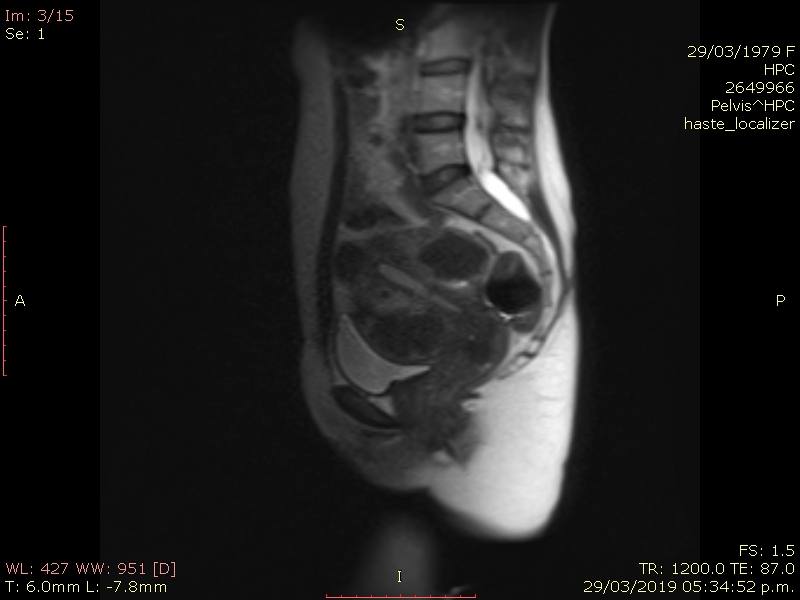 Im: 3/15
Se: 1
S
29/03/1979 F
HPC
2649966
Pelvis^HPC
haste_localizer
A
P
WL: 427 WW: 951 [D]
T: 6.0mm L: -7.8mm
I
FS: 1.5
TR: 1200.0 TE: 87.0
29/03/2019 05:34:52 p.m.